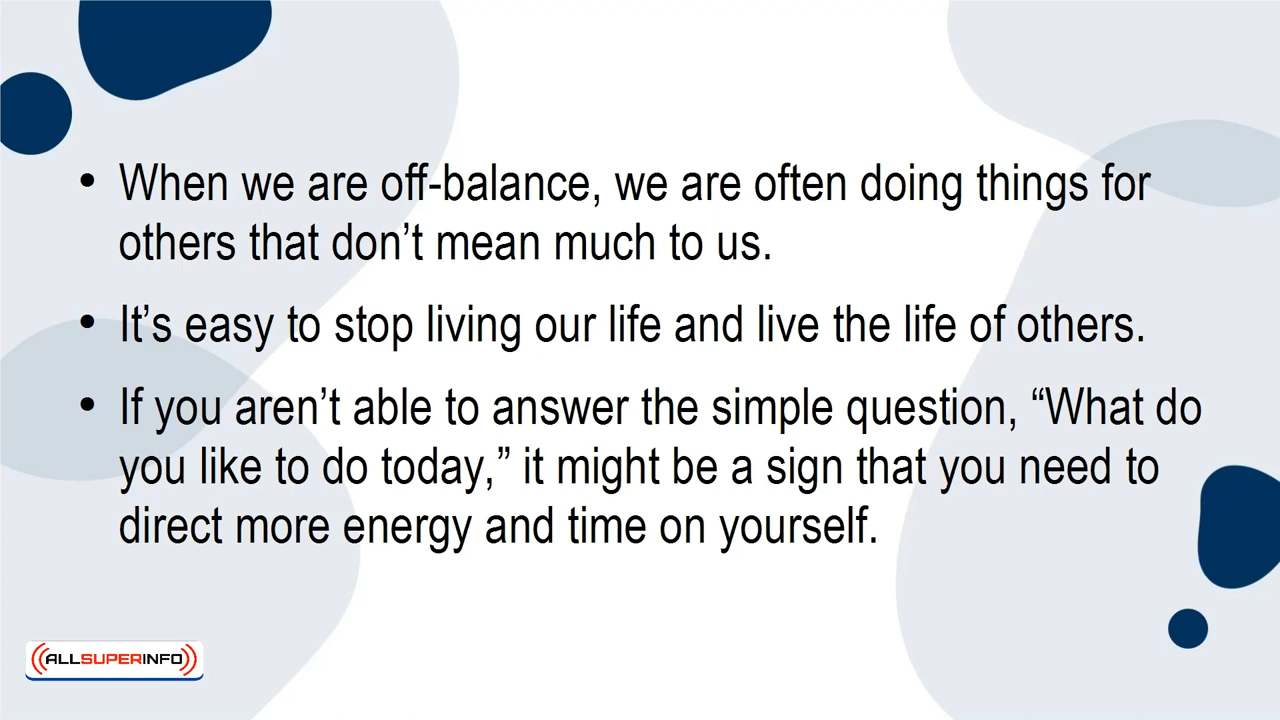 • When we are off-balance, we are often doing things for
others that don’t mean much to us.
• It’s easy to stop living our life and live the life of others.
• If you aren’t able to answer the simple question, “What do
you like to do today,” it might be a sign that you need to
direct more energy and time on yourself.
ALLSUPERINFO